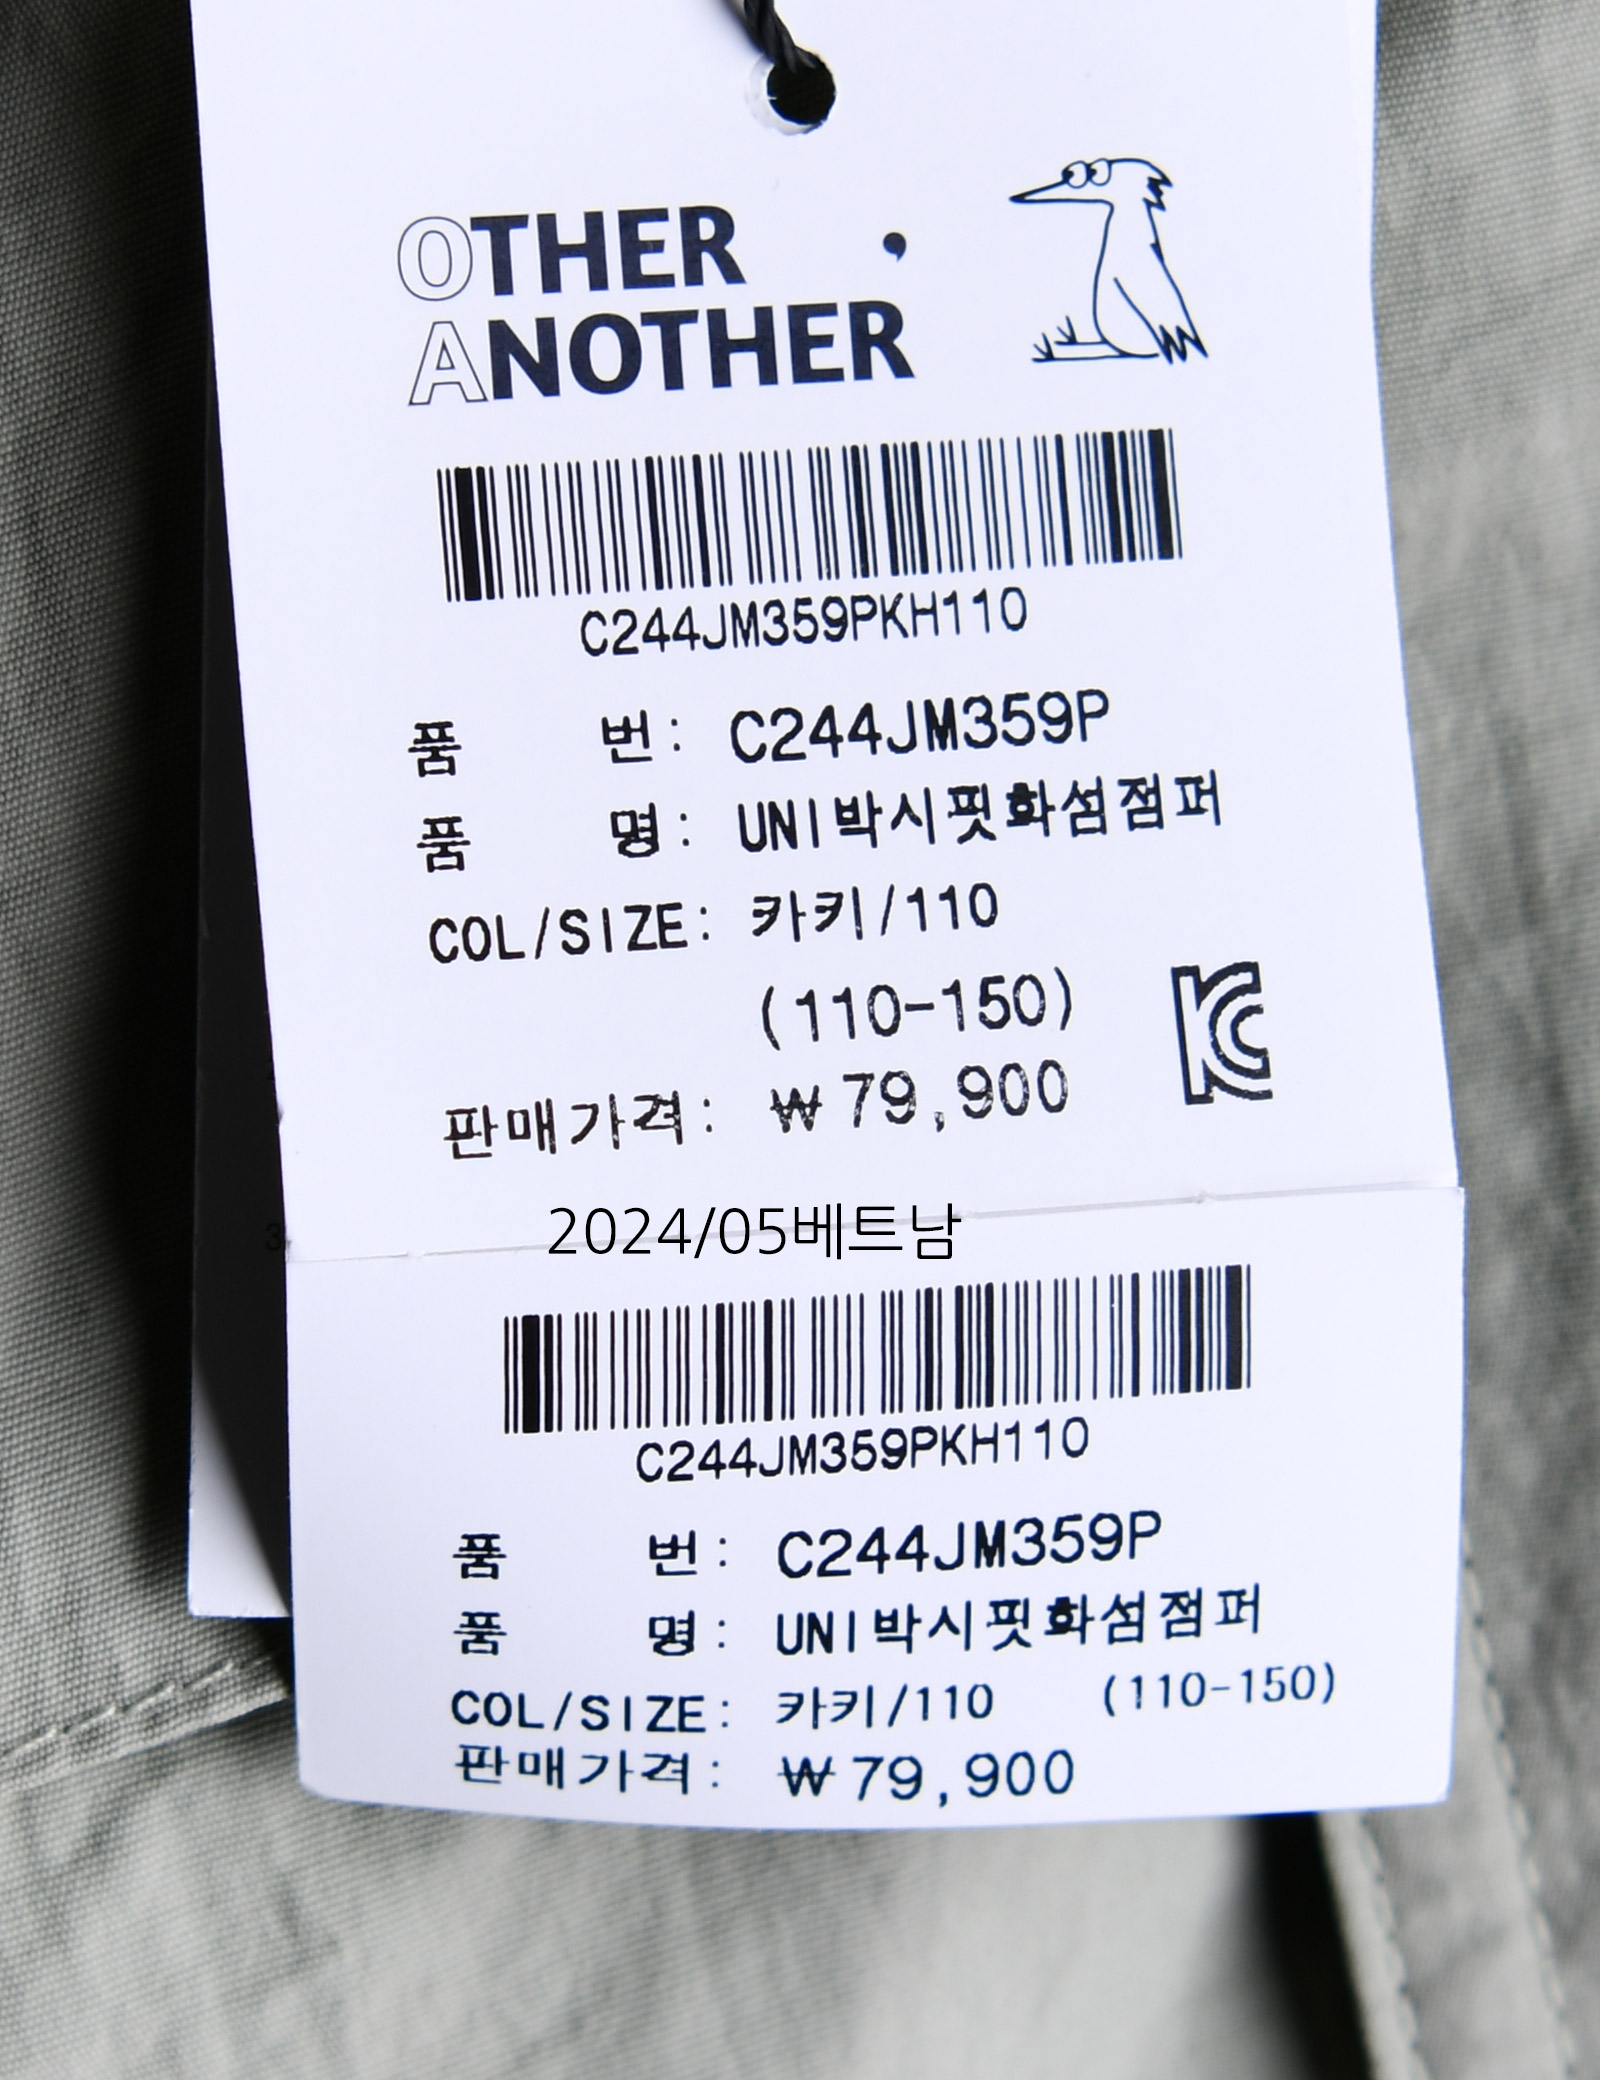 OTHER
ANOTHER
C244JM359PKH110
품 번: C244JM359P
품 명: UNI박시핏화섬점퍼
COL/SIZE: 카키/110
(110-150)
KC
판매가격: ₩79,900
2024/05베트남
C244JM359PKH110
품 번: C244JM359P
품 명: UNI박시핏화섬점퍼
COL/SIZE: 카키/110 (110-150)
판매가격: ₩79,900